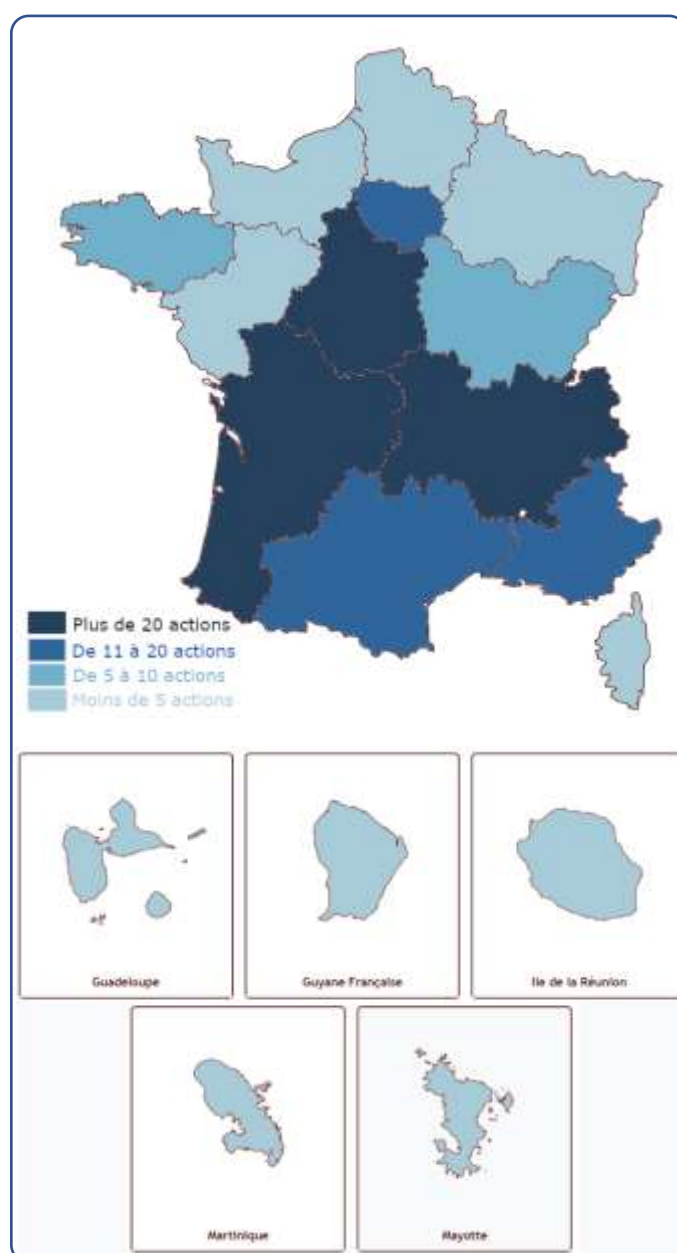 Plus de 20 actions
De 11 à 20 actions
De 5 à 10 actions
Moins de 5 actions
Guadeloupe
Guyane Française
Ile de la Réunion
Martinique
Mayotte